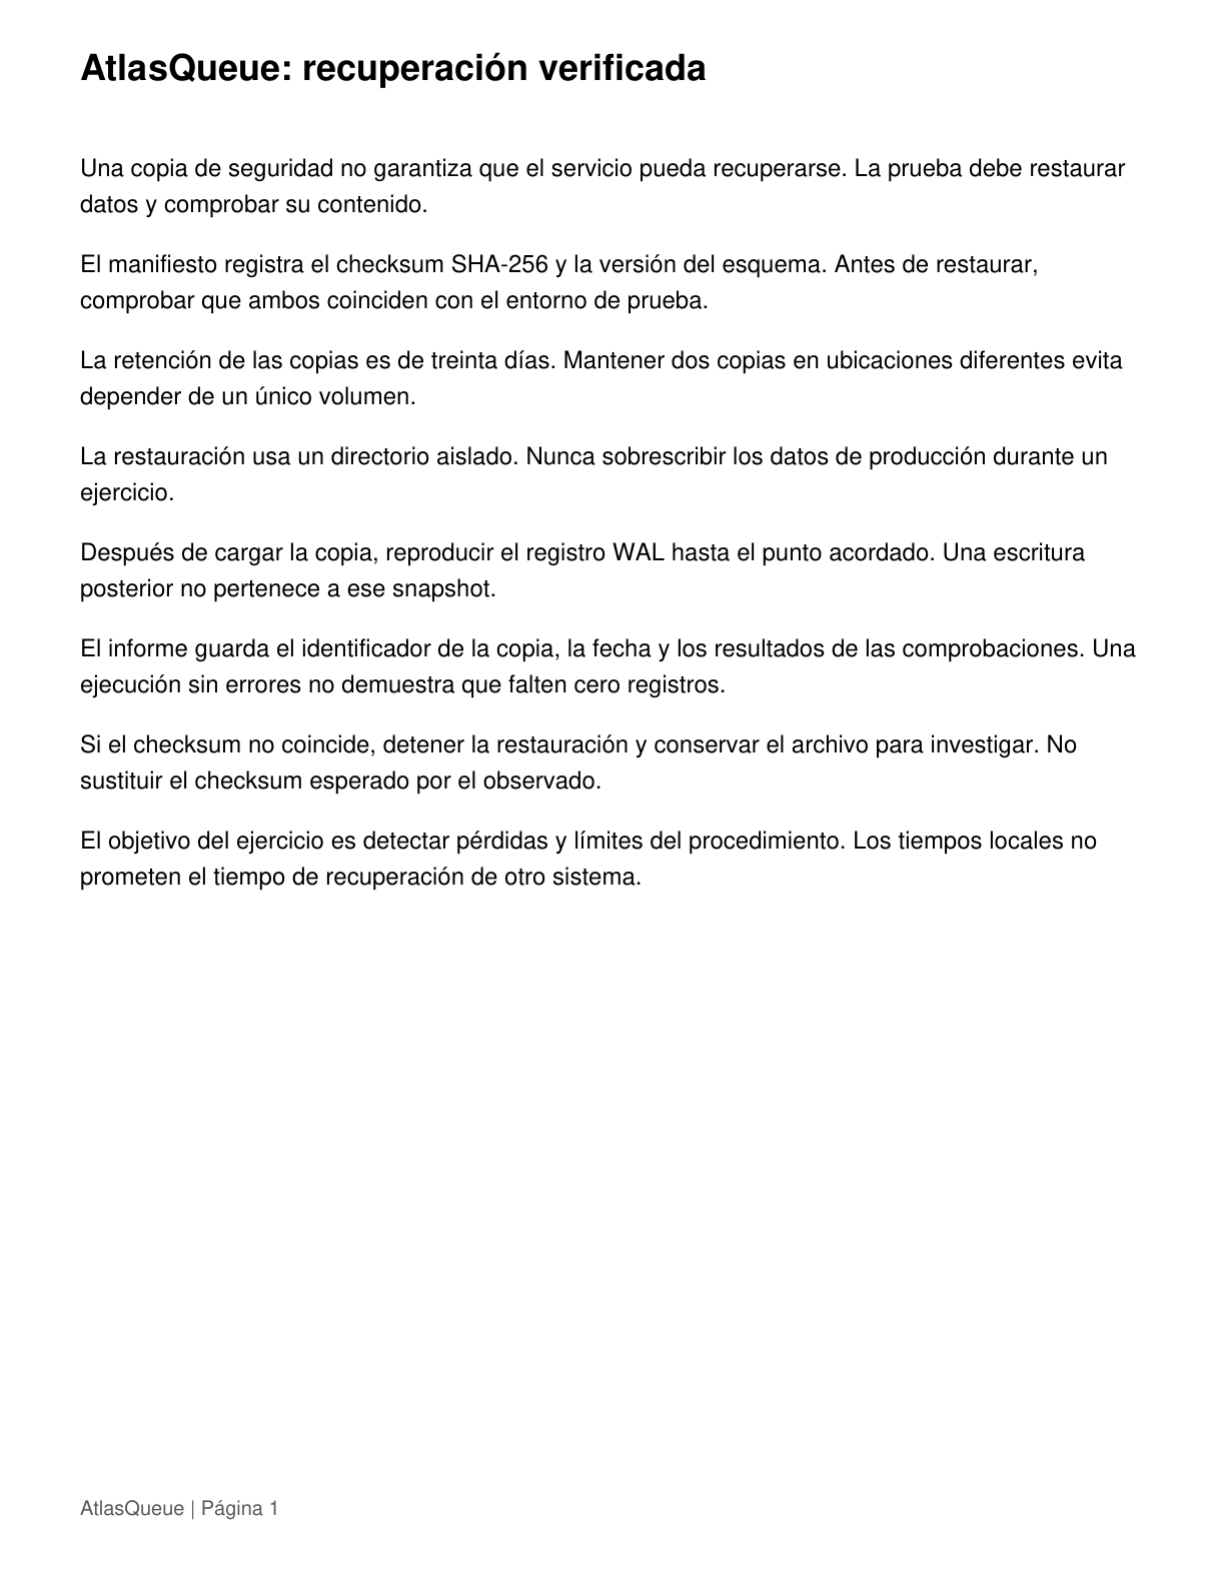 AtlasQueue: recuperación verificada
Una copia de seguridad no garantiza que el servicio pueda recuperarse. La prueba debe restaurar
datos y comprobar su contenido.
El manifiesto registra el checksum SHA-256 y la versión del esquema. Antes de restaurar,
comprobar que ambos coinciden con el entorno de prueba.
La retención de las copias es de treinta días. Mantener dos copias en ubicaciones diferentes evita
depender de un único volumen.
La restauración usa un directorio aislado. Nunca sobrescribir los datos de producción durante un
ejercicio.
Después de cargar la copia, reproducir el registro WAL hasta el punto acordado. Una escritura
posterior no pertenece a ese snapshot.
El informe guarda el identificador de la copia, la fecha y los resultados de las comprobaciones. Una
ejecución sin errores no demuestra que falten cero registros.
Si el checksum no coincide, detener la restauración y conservar el archivo para investigar. No
sustituir el checksum esperado por el observado.
El objetivo del ejercicio es detectar pérdidas y límites del procedimiento. Los tiempos locales no
prometen el tiempo de recuperación de otro sistema.
AtlasQueue | Página 1